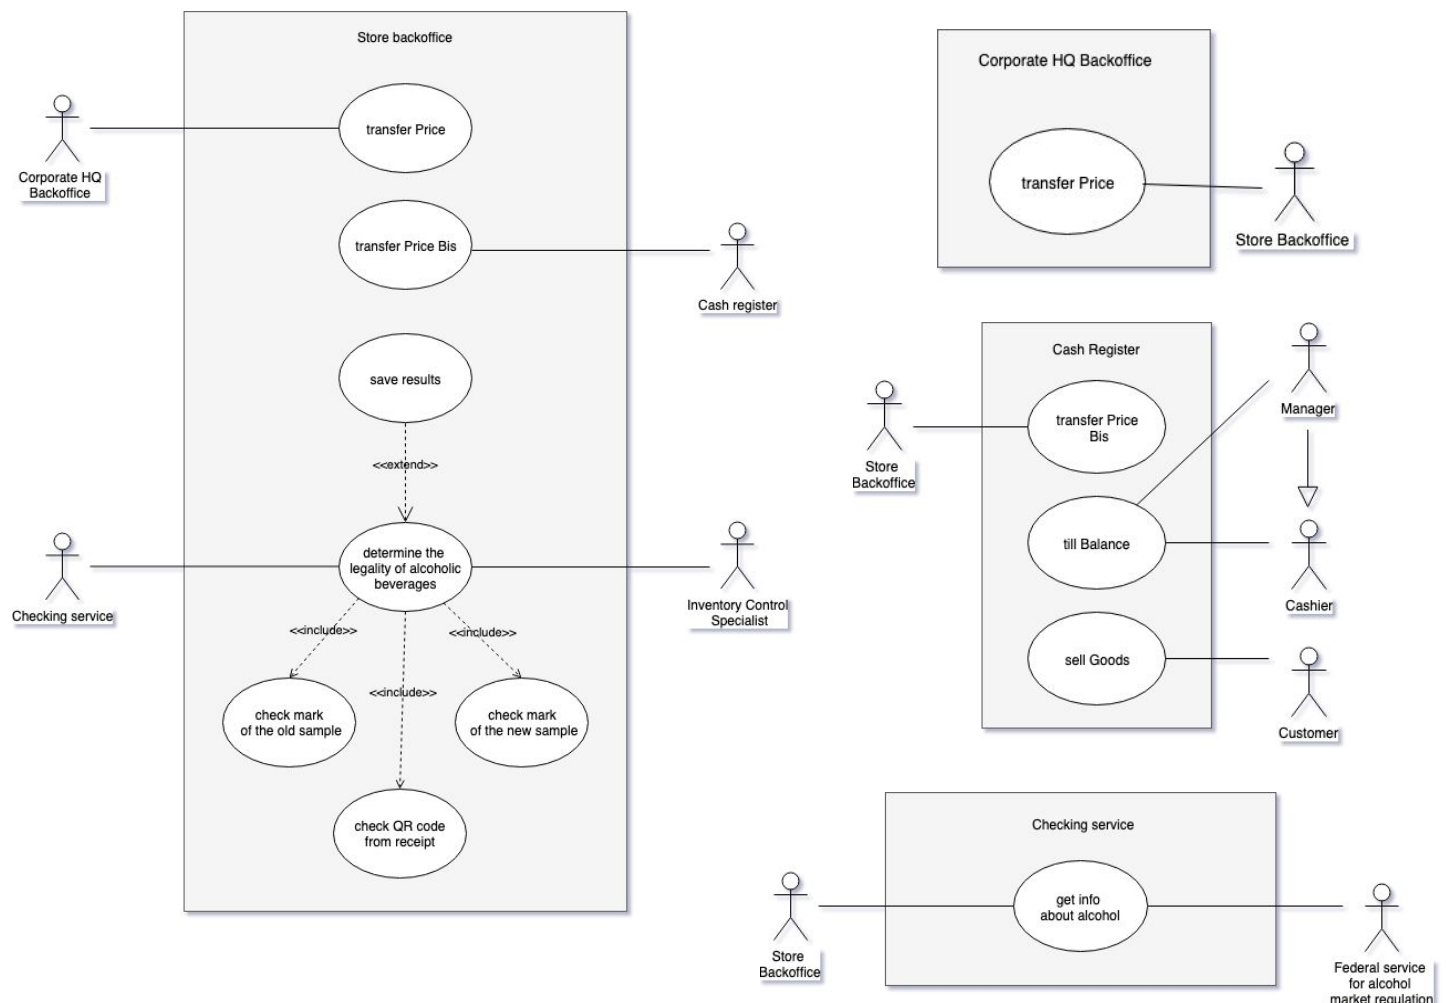 Store backoffice
transfer Price
Corporate HQ
Backoffice
transfer Price Bis
Cash register
save results
<<extend>>
determine the
legality of alcoholic
beverages
Checking service
Inventory Control
Specialist
<<include>>
<<include>>
<<include>>
check mark
of the old sample
check mark
of the new sample
check QR code
from receipt
Corporate HQ Backoffice
transfer Price
Store Backoffice
Cash Register
transfer Price
Bis
Store
Backoffice
Manager
till Balance
Cashier
sell Goods
Customer
Checking service
get info
about alcohol
Store
Backoffice
Federal service
for alcohol
market regulation